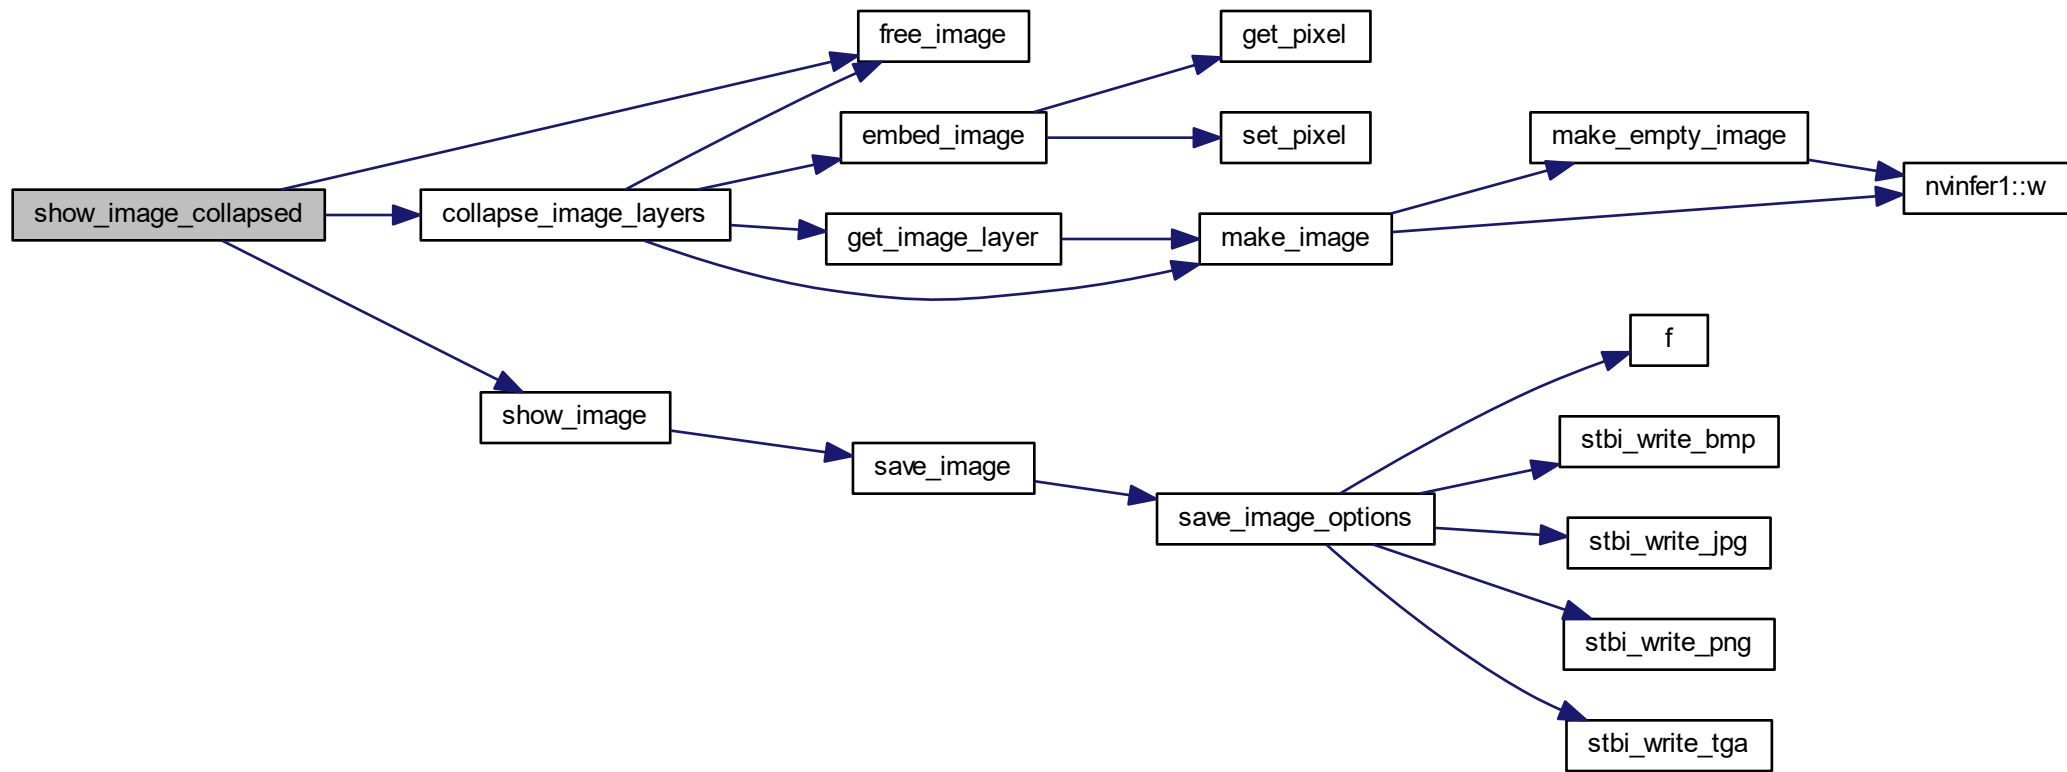 free_image
get_pixel
embed_image
set_pixel
make_empty_image
nvinfer1::w
show_image_collapsed
collapse_image_layers
get_image_layer
make_image
f
show_image
stbi_write_bmp
save_image
save_image_options
stbi_write_jpg
stbi_write_png
stbi_write_tga